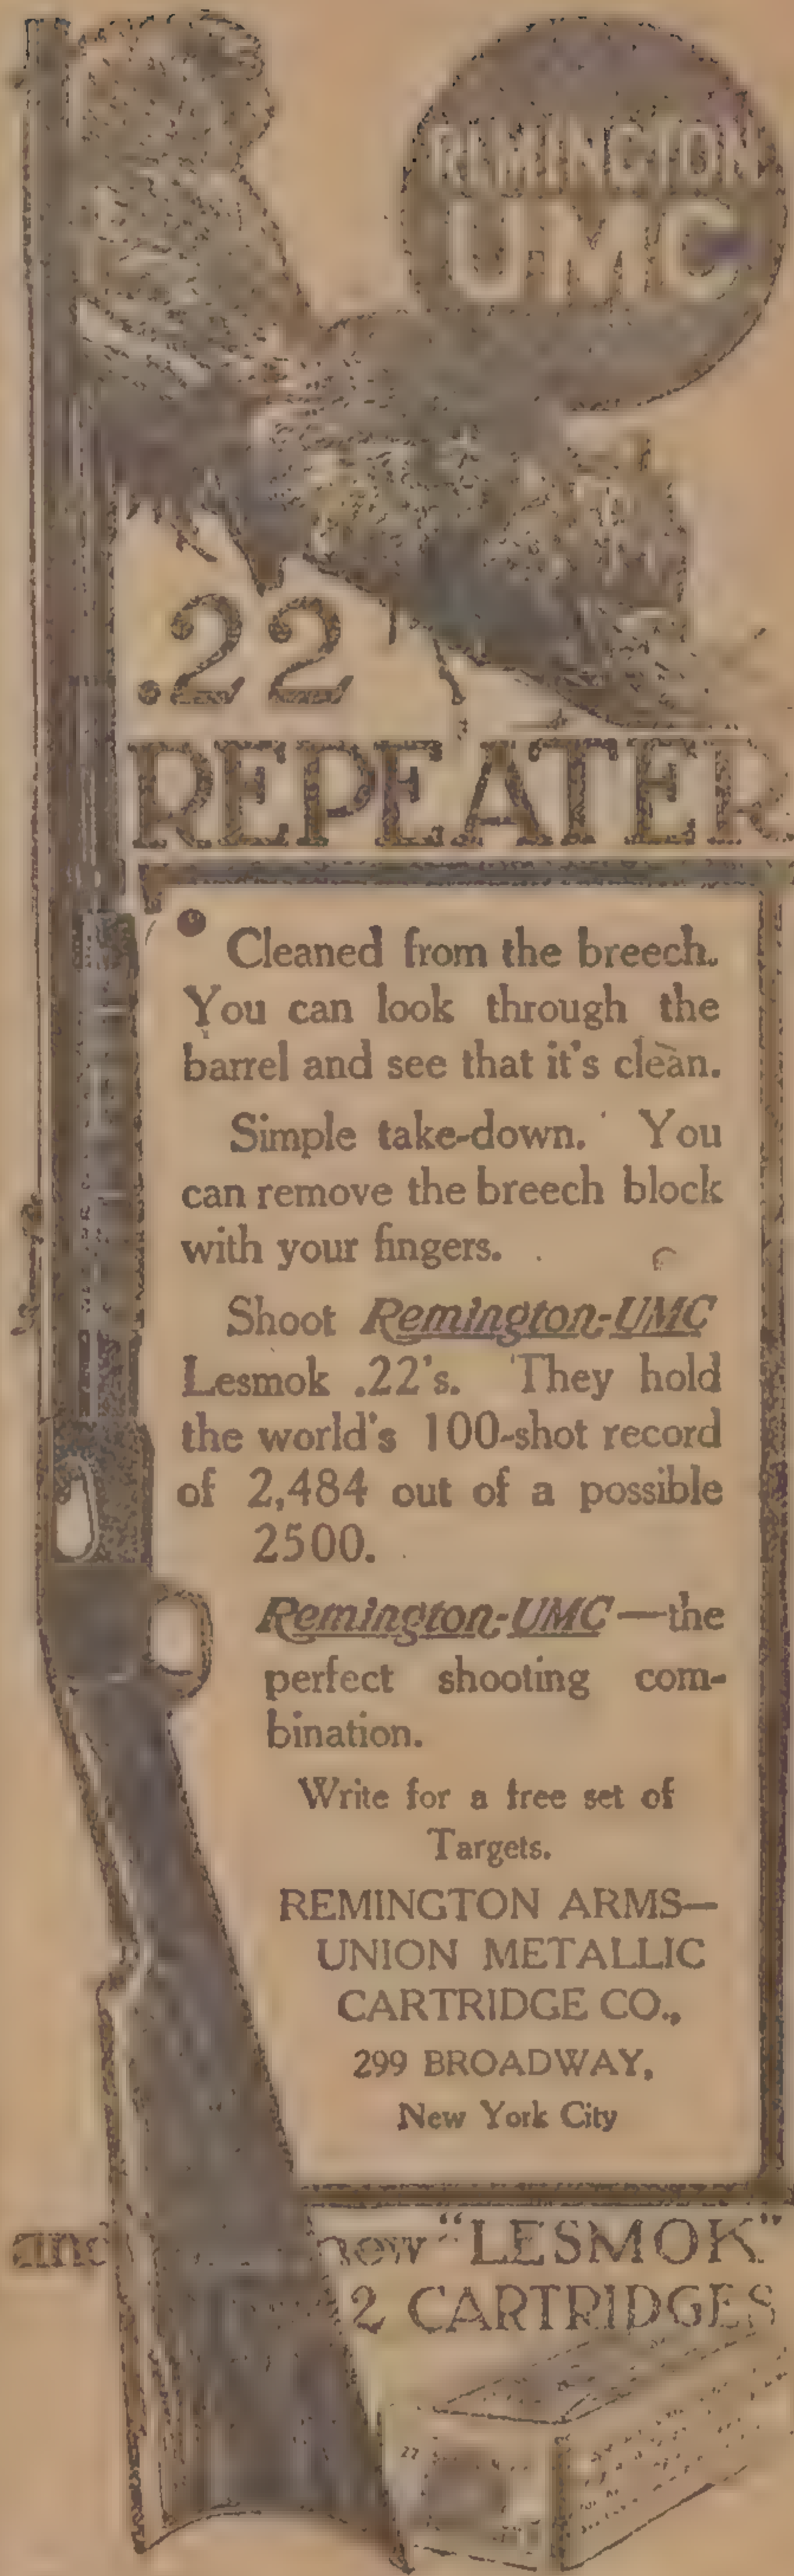 REMINGTON
UMC
.22
REPEATER
Cleaned from the breech.
You can look through the
barrel and see that it's clean.
Simple take-down. You
can remove the breech block
with your fingers.
Shoot Remington-UMC
Lesmok .22's. They hold
the world's 100-shot record
of 2,484 out of a possible
2500.
Remington-UMC—the
perfect shooting com-
bination.
Write for a free set of
Targets.
REMINGTON ARMS—
UNION METALLIC
CARTRIDGE CO.,
299 BROADWAY,
New York City
and new "LESMOK"
2 CARTRIDGES
22